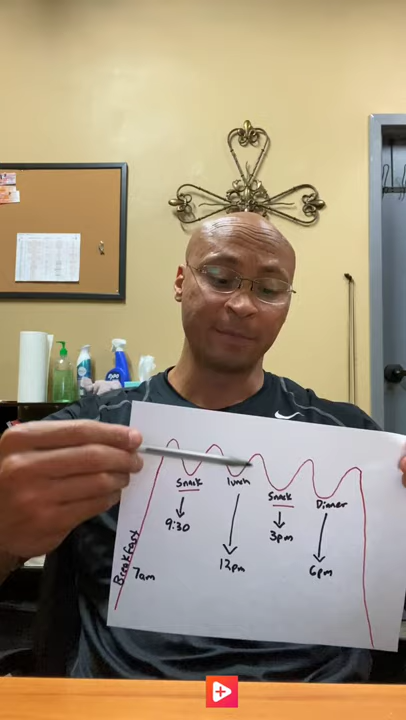 Snack
lunch
Snack
Dinner
9:30
12pm
3pm
6pm
Breakfast
7am